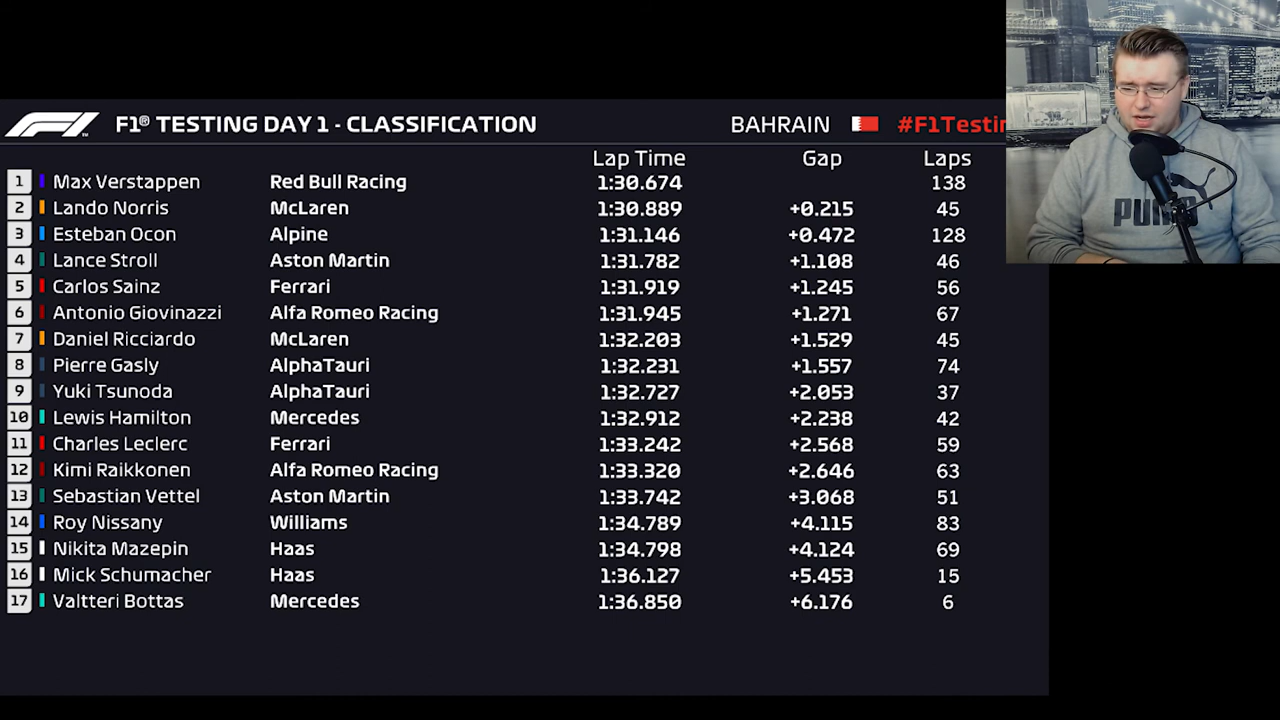 F1® TESTING DAY 1 - CLASSIFICATION BAHRAIN #F1Testin
Lap Time Gap Laps
1 Max Verstappen Red Bull Racing 1:30.674 138
2 Lando Norris McLaren 1:30.889 +0.215 45
3 Esteban Ocon Alpine 1:31.146 +0.472 128
4 Lance Stroll Aston Martin 1:31.782 +1.108 46
5 Carlos Sainz Ferrari 1:31.919 +1.245 56
6 Antonio Giovinazzi Alfa Romeo Racing 1:31.945 +1.271 67
7 Daniel Ricciardo McLaren 1:32.203 +1.529 45
8 Pierre Gasly AlphaTauri 1:32.231 +1.557 74
9 Yuki Tsunoda AlphaTauri 1:32.727 +2.053 37
10 Lewis Hamilton Mercedes 1:32.912 +2.238 42
11 Charles Leclerc Ferrari 1:33.242 +2.568 59
12 Kimi Raikkonen Alfa Romeo Racing 1:33.320 +2.646 63
13 Sebastian Vettel Aston Martin 1:33.742 +3.068 51
14 Roy Nissany Williams 1:34.789 +4.115 83
15 Nikita Mazepin Haas 1:34.798 +4.124 69
16 Mick Schumacher Haas 1:36.127 +5.453 15
17 Valtteri Bottas Mercedes 1:36.850 +6.176 6
PUMA